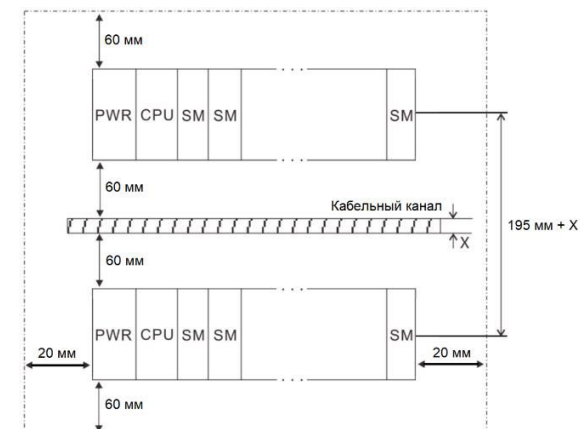 60 мм
PWR CPU SM SM ... SM
60 мм
Кабельный канал
X
195 мм + X
60 мм
PWR CPU SM SM ... SM
20 мм
20 мм
60 мм